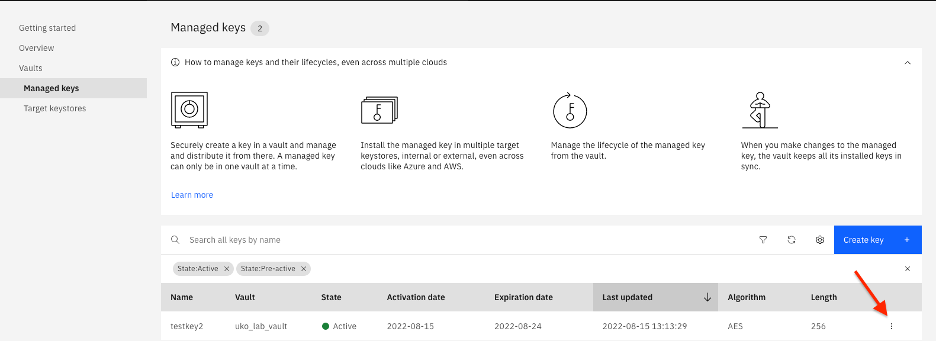 Getting started
Overview
Vaults
Managed keys
Target keystores
Managed keys 2
How to manage keys and their lifecycles, even across multiple clouds
Securely create a key in a vault and manage
and distribute it from there. A managed key
can only be in one vault at a time.
Install the managed key in multiple target
keystores, internal or external, even across
clouds like Azure and AWS.
Manage the lifecycle of the managed key
from the vault.
When you make changes to the managed
key, the vault keeps all its installed keys in
sync.
Learn more
Search all keys by name
Create key +
State:Active × State:Pre-active ×
Name Vault State Activation date Expiration date Last updated Algorithm Length
testkey2 uko_lab_vault Active 2022-08-15 2022-08-24 2022-08-15 13:13:29 AES 256